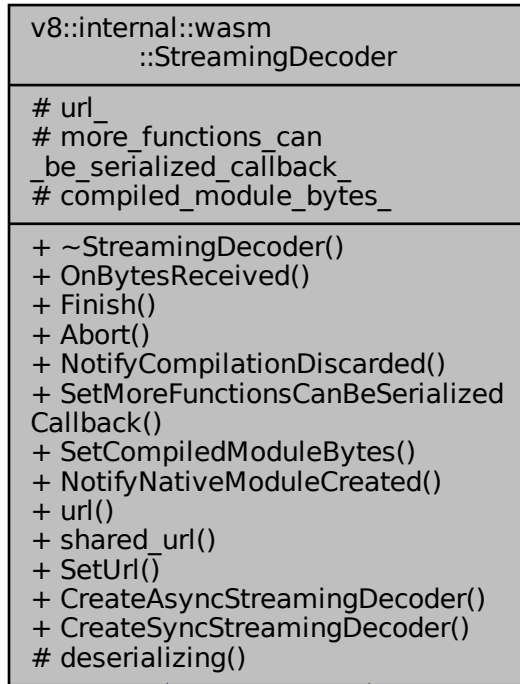 v8::internal::wasm
::StreamingDecoder
# url_
# more_functions_can
_be_serialized_callback_
# compiled_module_bytes_
+ ~StreamingDecoder()
+ OnBytesReceived()
+ Finish()
+ Abort()
+ NotifyCompilationDiscarded()
+ SetMoreFunctionsCanBeSerialized
Callback()
+ SetCompiledModuleBytes()
+ NotifyNativeModuleCreated()
+ url()
+ shared_url()
+ SetUrl()
+ CreateAsyncStreamingDecoder()
+ CreateSyncStreamingDecoder()
# deserializing()